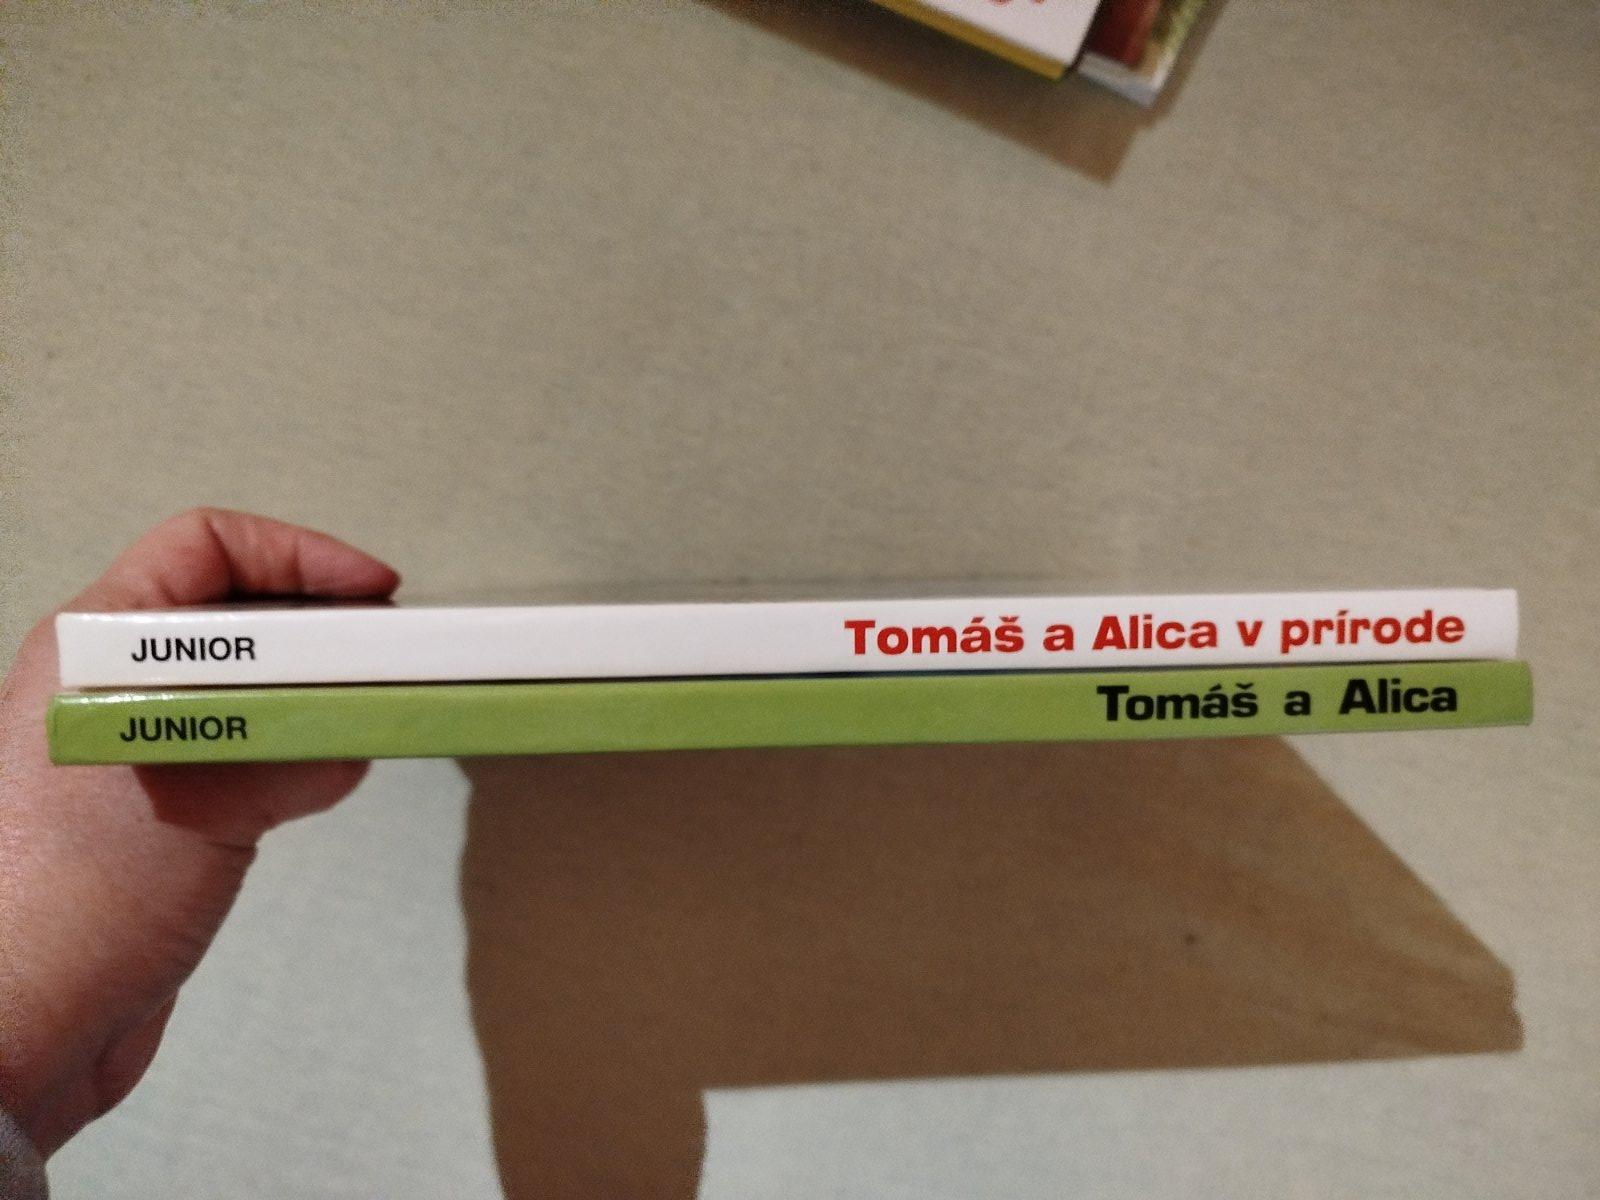 JUNIOR Tomáš a Alica v prírode
JUNIOR Tomáš a Alica